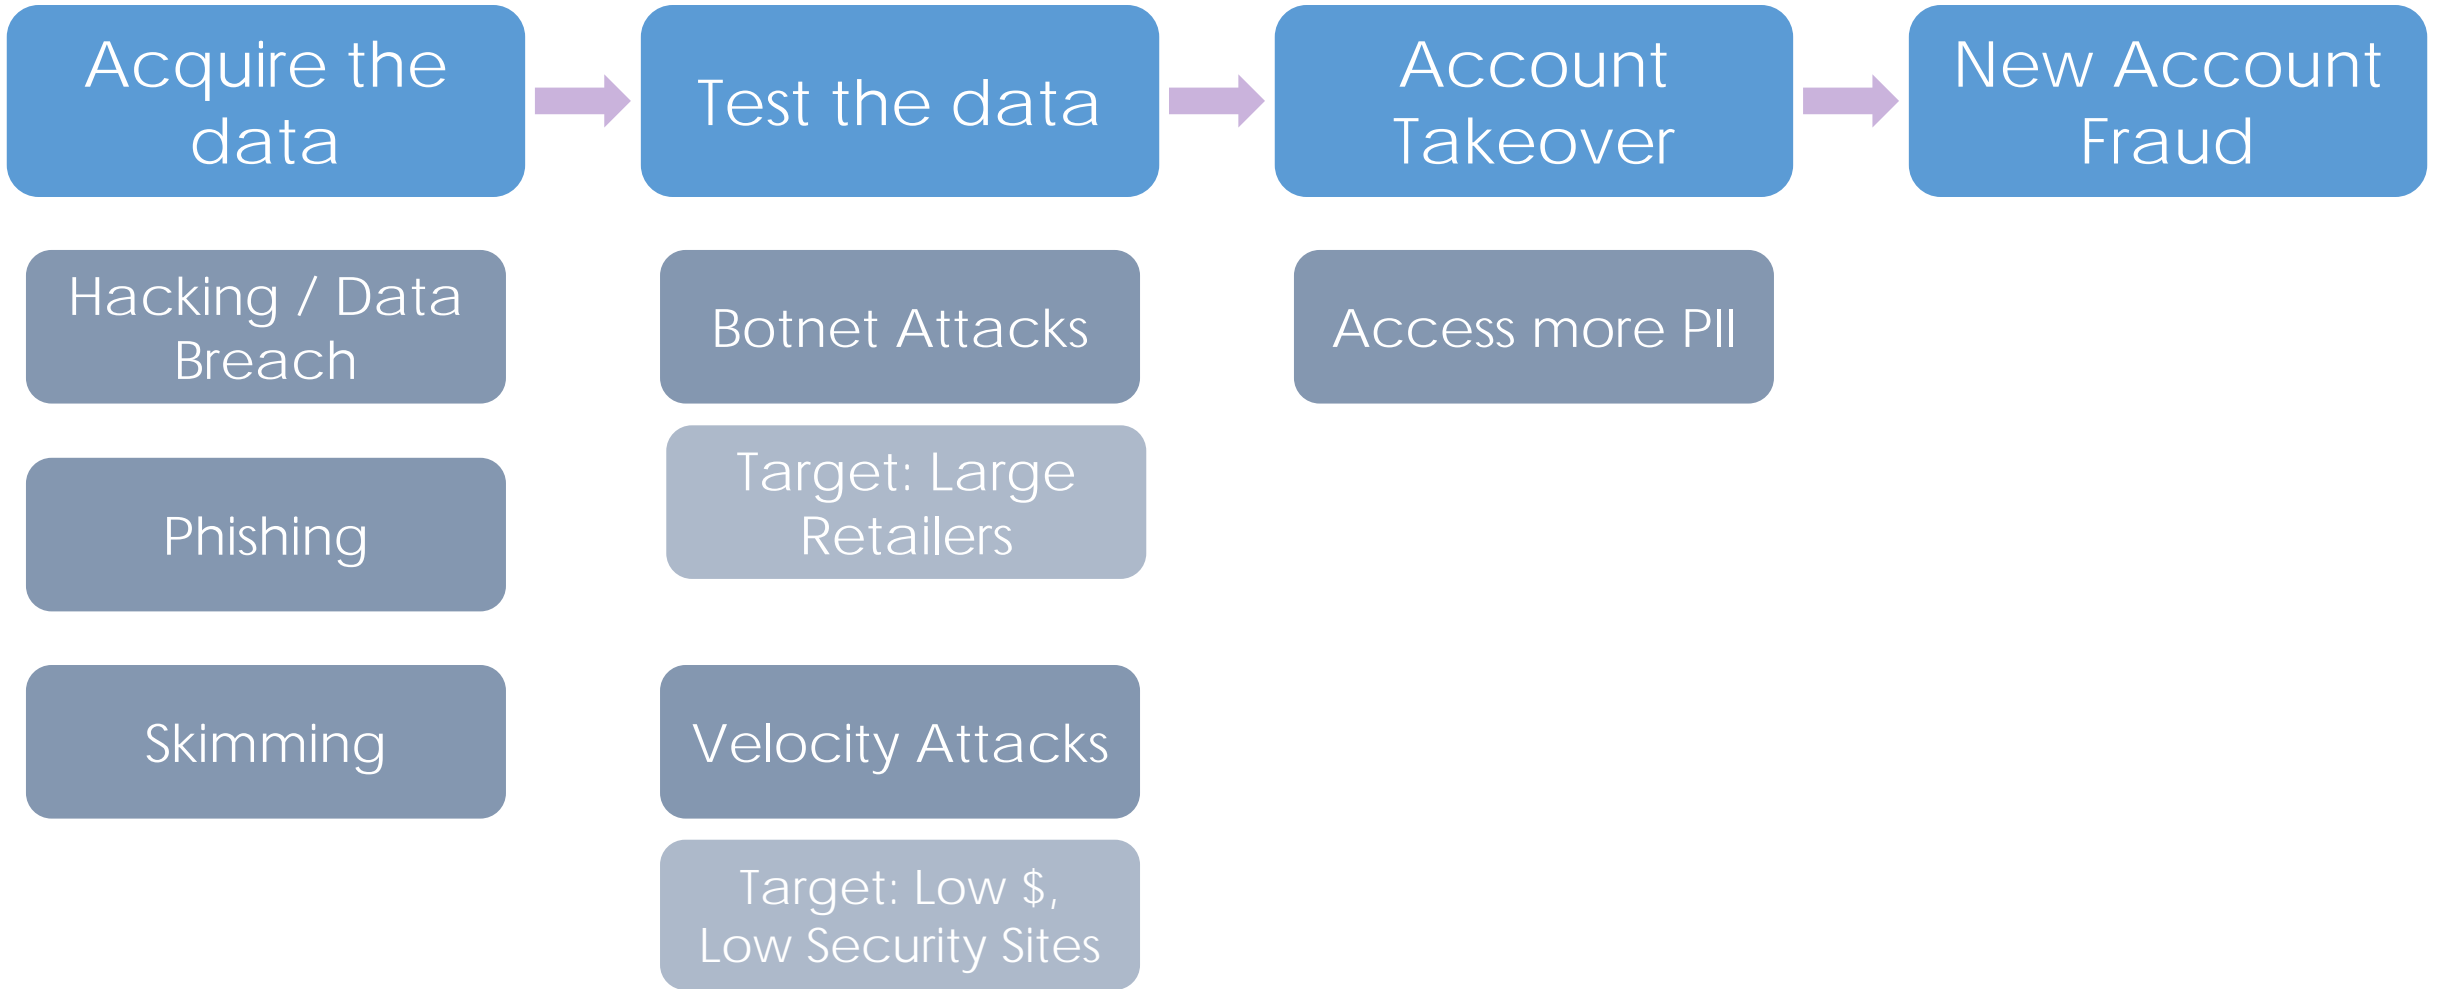 Acquire the
data
Test the data
Account
Takeover
New Account
Fraud
Hacking / Data
Breach
Phishing
Skimming
Botnet Attacks
Target: Large
Retailers
Velocity Attacks
Target: Low $,
Low Security Sites
Access more PII